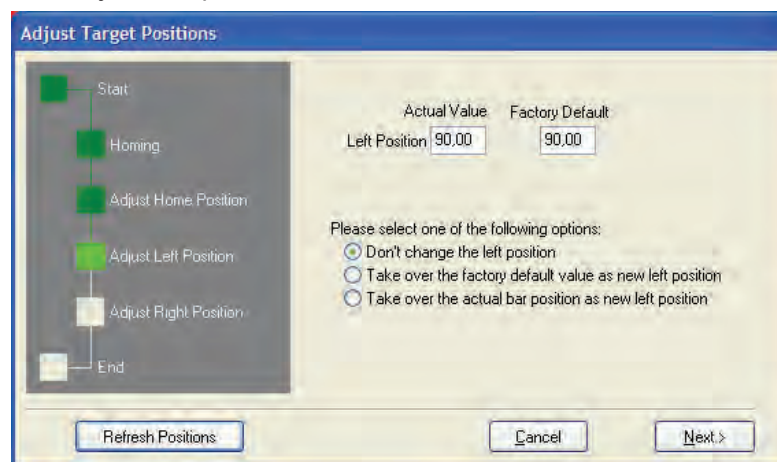 Adjust Target Positions
Start
Homing
Adjust Home Position
Adjust Left Position
Adjust Right Position
End
Actual Value Factory Default
Left Position 90,00 90,00
Please select one of the following options:
Don't change the left position
Take over the factory default value as new left position
Take over the actual bar position as new left position
Refresh Positions Cancel Next >